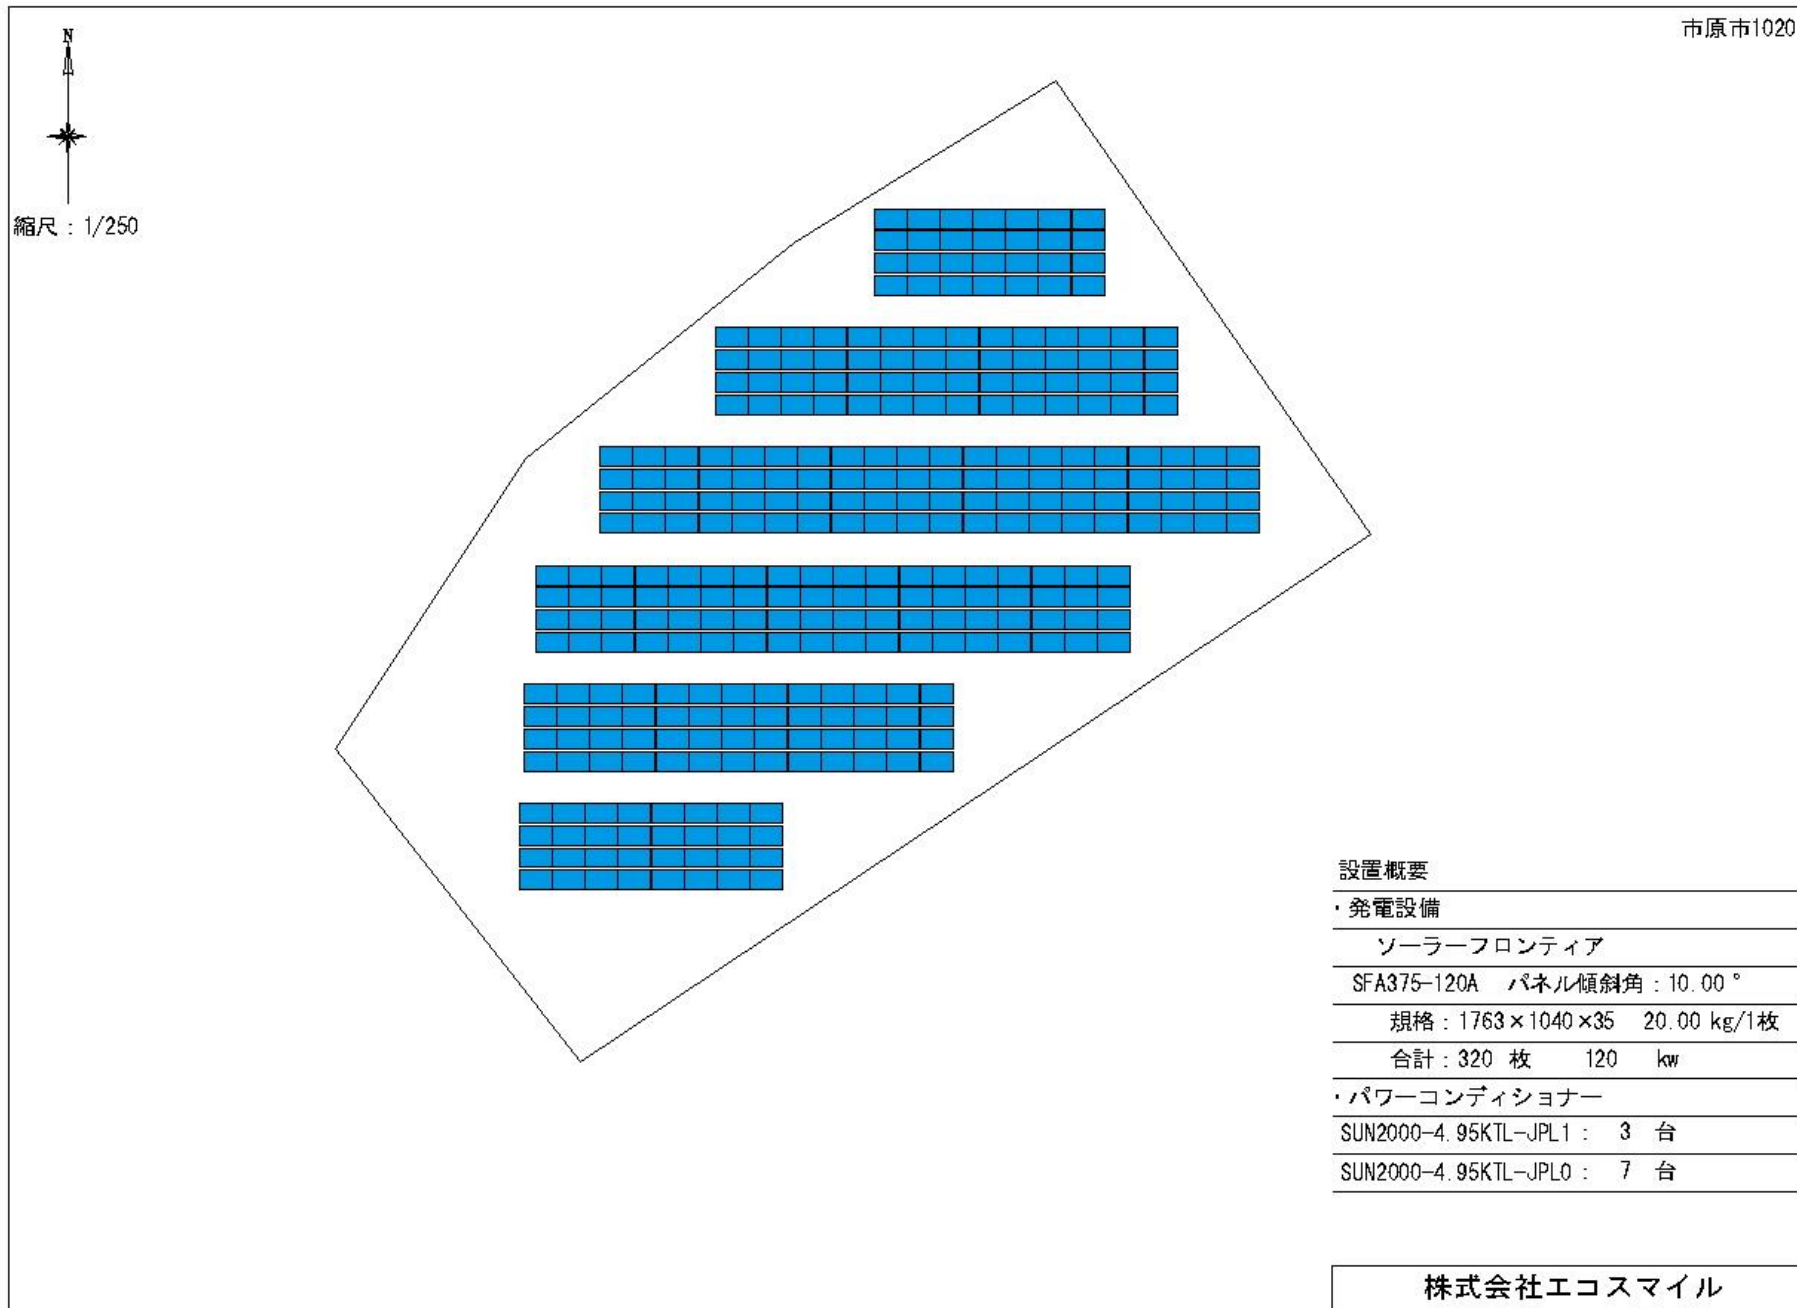 市原市1020
N
縮尺：1/250
設置概要
・発電設備
ソーラーフロンティア
SFA375-120A パネル傾斜角：10.00°
規格：1763×1040×35 20.00 kg/1枚
合計：320 枚 120 kw
・パワーコンディショナー
SUN2000-4.95KTL-JPL1： 3 台
SUN2000-4.95KTL-JPL0： 7 台
株式会社エコスマイル